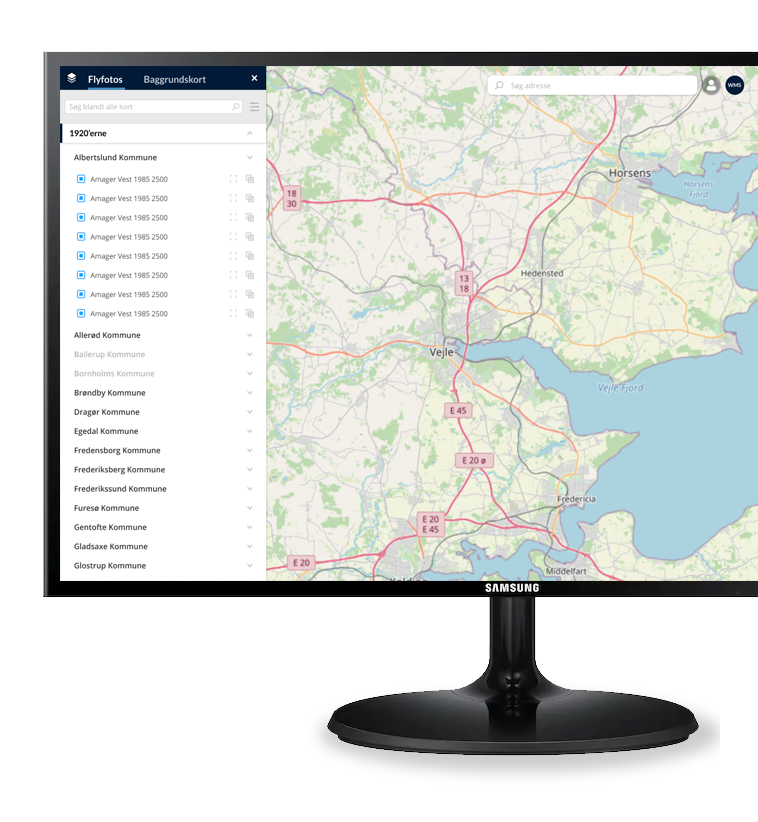 Flyfotos Baggrundskort
Søg blandt alle kort
1920'erne
Albertslund Kommune
Amager Vest 1985 2500
Amager Vest 1985 2500
Amager Vest 1985 2500
Amager Vest 1985 2500
Amager Vest 1985 2500
Amager Vest 1985 2500
Amager Vest 1985 2500
Amager Vest 1985 2500
Allerød Kommune
Ballerup Kommune
Bornholms Kommune
Brøndby Kommune
Dragør Kommune
Egedal Kommune
Fredensborg Kommune
Frederiksberg Kommune
Frederikssund Kommune
Furesø Kommune
Gentofte Kommune
Gladsaxe Kommune
Glostrup Kommune
Søg adresse
WMS
Horsens
Horsens
Fjord
18
30
Hedensted
13
18
Vejle
Vejle Fjord
E 45
E 20 ø
Fredericia
E 20
E 45
E 20
Middelfart
SAMSUNG